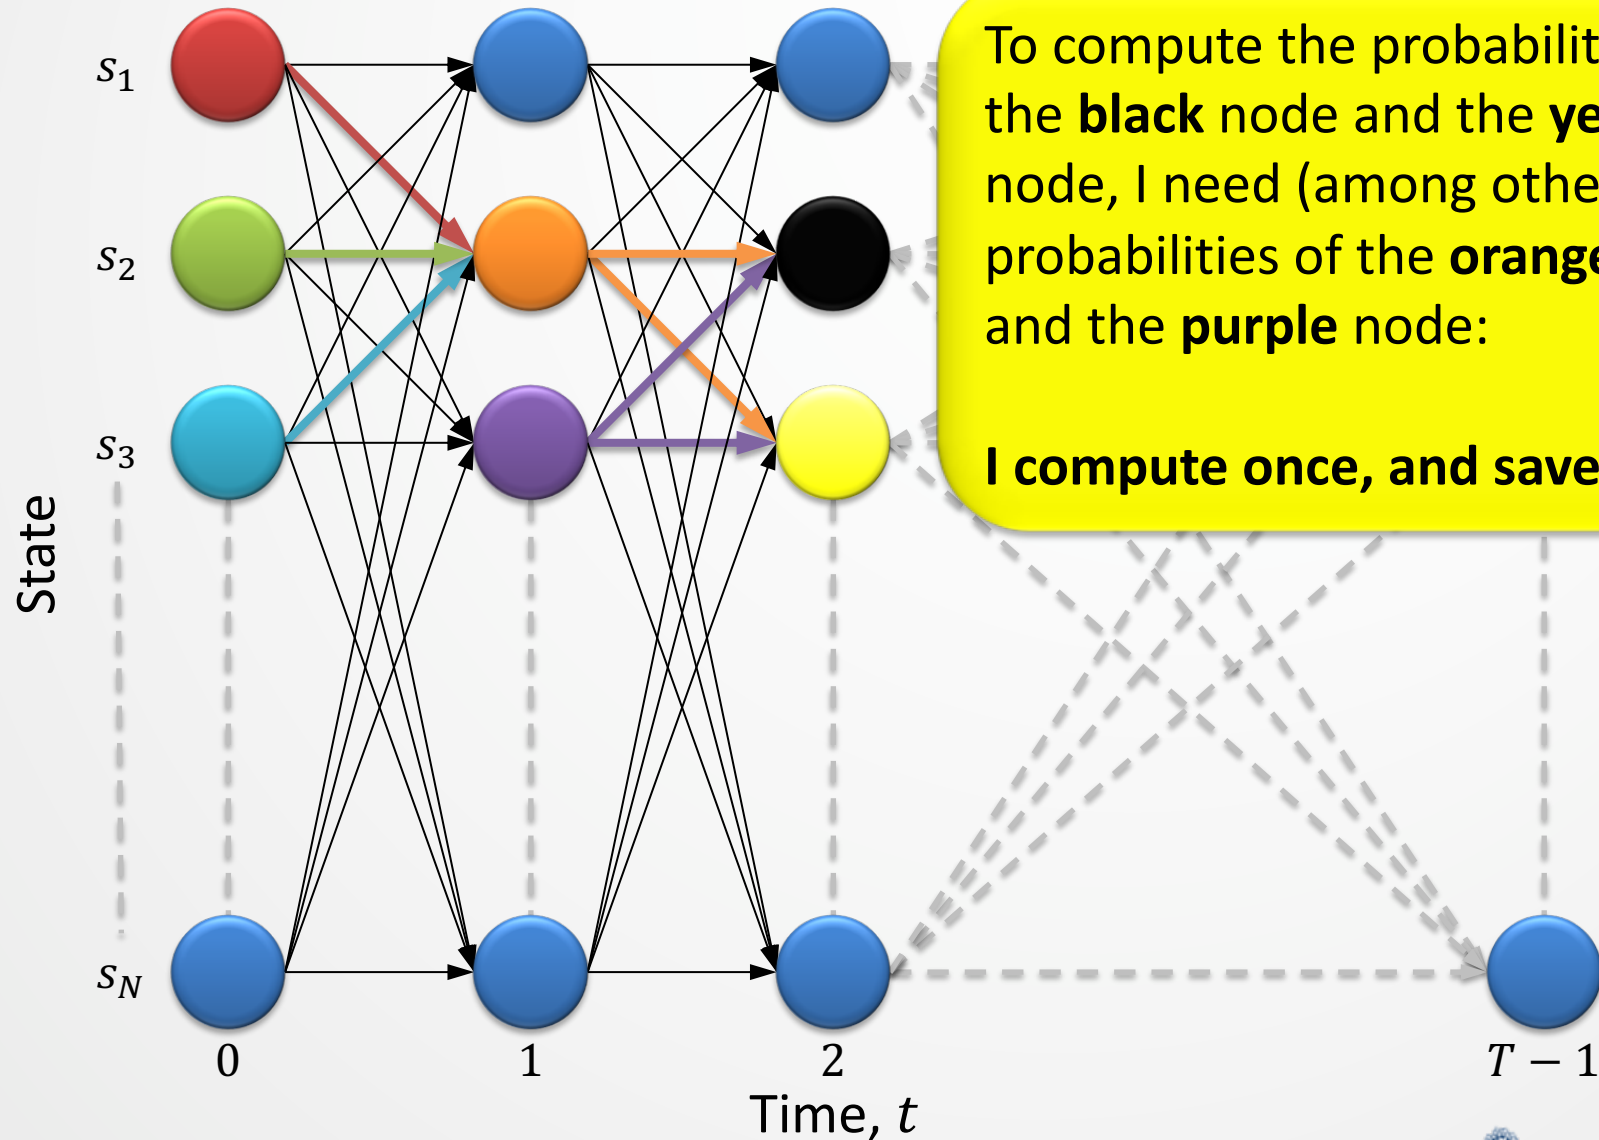 To compute the probabilit
the black node and the ye
node, I need (among othe
probabilities of the orange
and the purple node:
I compute once, and save
s₁
s₂
s₃
s_N
State
0 1 2 T − 1
Time, t